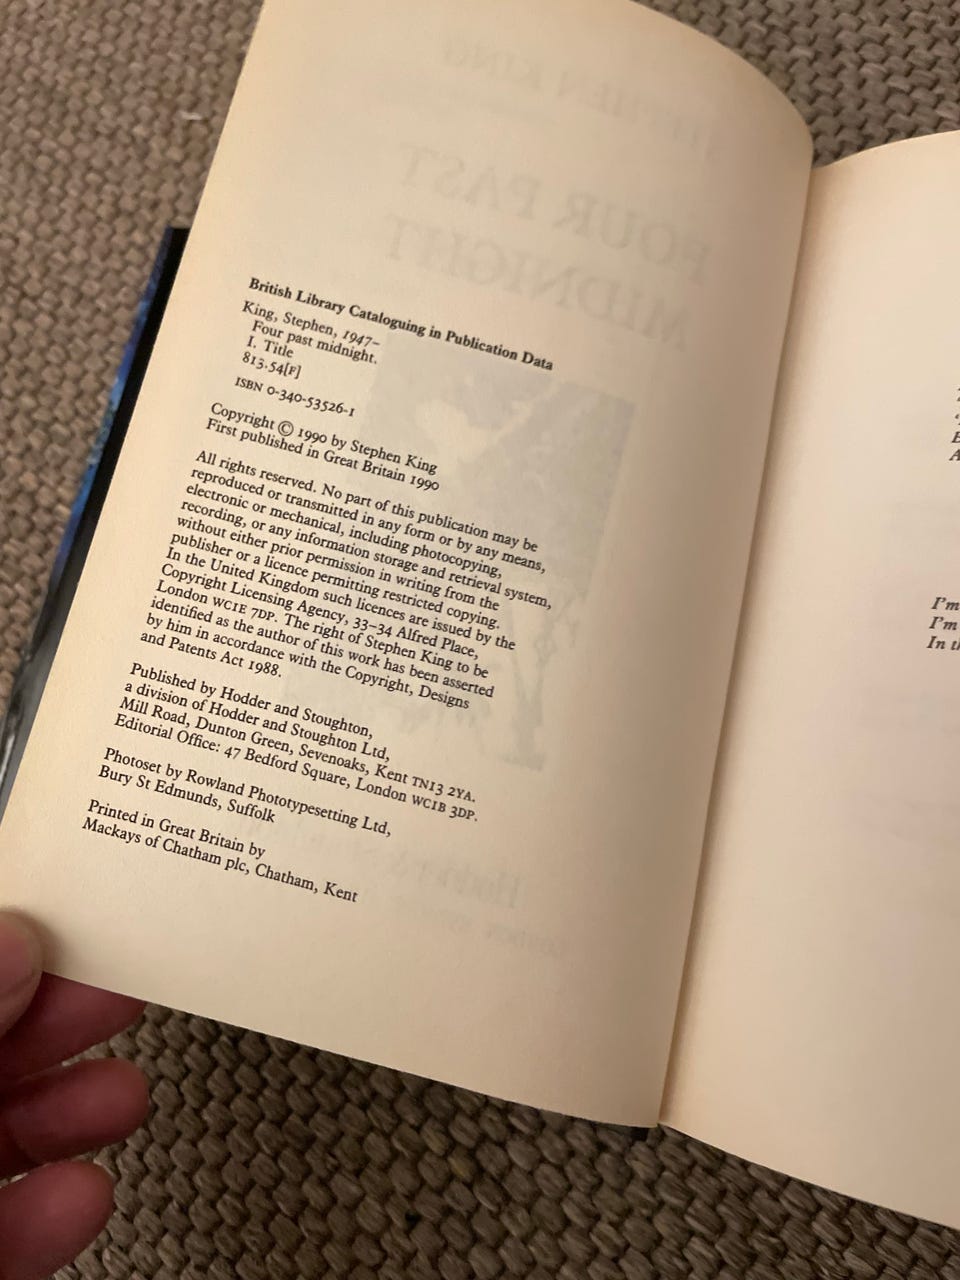 British Library Cataloguing in Publication Data
King, Stephen, 1947–
Four past midnight.
I. Title
813.54[F]
ISBN 0-340-53526-1
Copyright © 1990 by Stephen King
First published in Great Britain 1990
All rights reserved. No part of this publication may be
reproduced or transmitted in any form or by any means,
electronic or mechanical, including photocopying,
recording, or any information storage and retrieval system,
without either prior permission in writing from the
publisher or a licence permitting restricted copying.
In the United Kingdom such licences are issued by the
Copyright Licensing Agency, 33–34 Alfred Place,
London WC1E 7DP. The right of Stephen King to be
identified as the author of this work has been asserted
by him in accordance with the Copyright, Designs
and Patents Act 1988.
Published by Hodder and Stoughton,
a division of Hodder and Stoughton Ltd,
Mill Road, Dunton Green, Sevenoaks, Kent TN13 2YA.
Editorial Office: 47 Bedford Square, London WC1B 3DP.
Photoset by Rowland Phototypesetting Ltd,
Bury St Edmunds, Suffolk
Printed in Great Britain by
Mackays of Chatham plc, Chatham, Kent
STEPHEN KING
FOUR PAST
MIDNIGHT
I'm
I'm
In